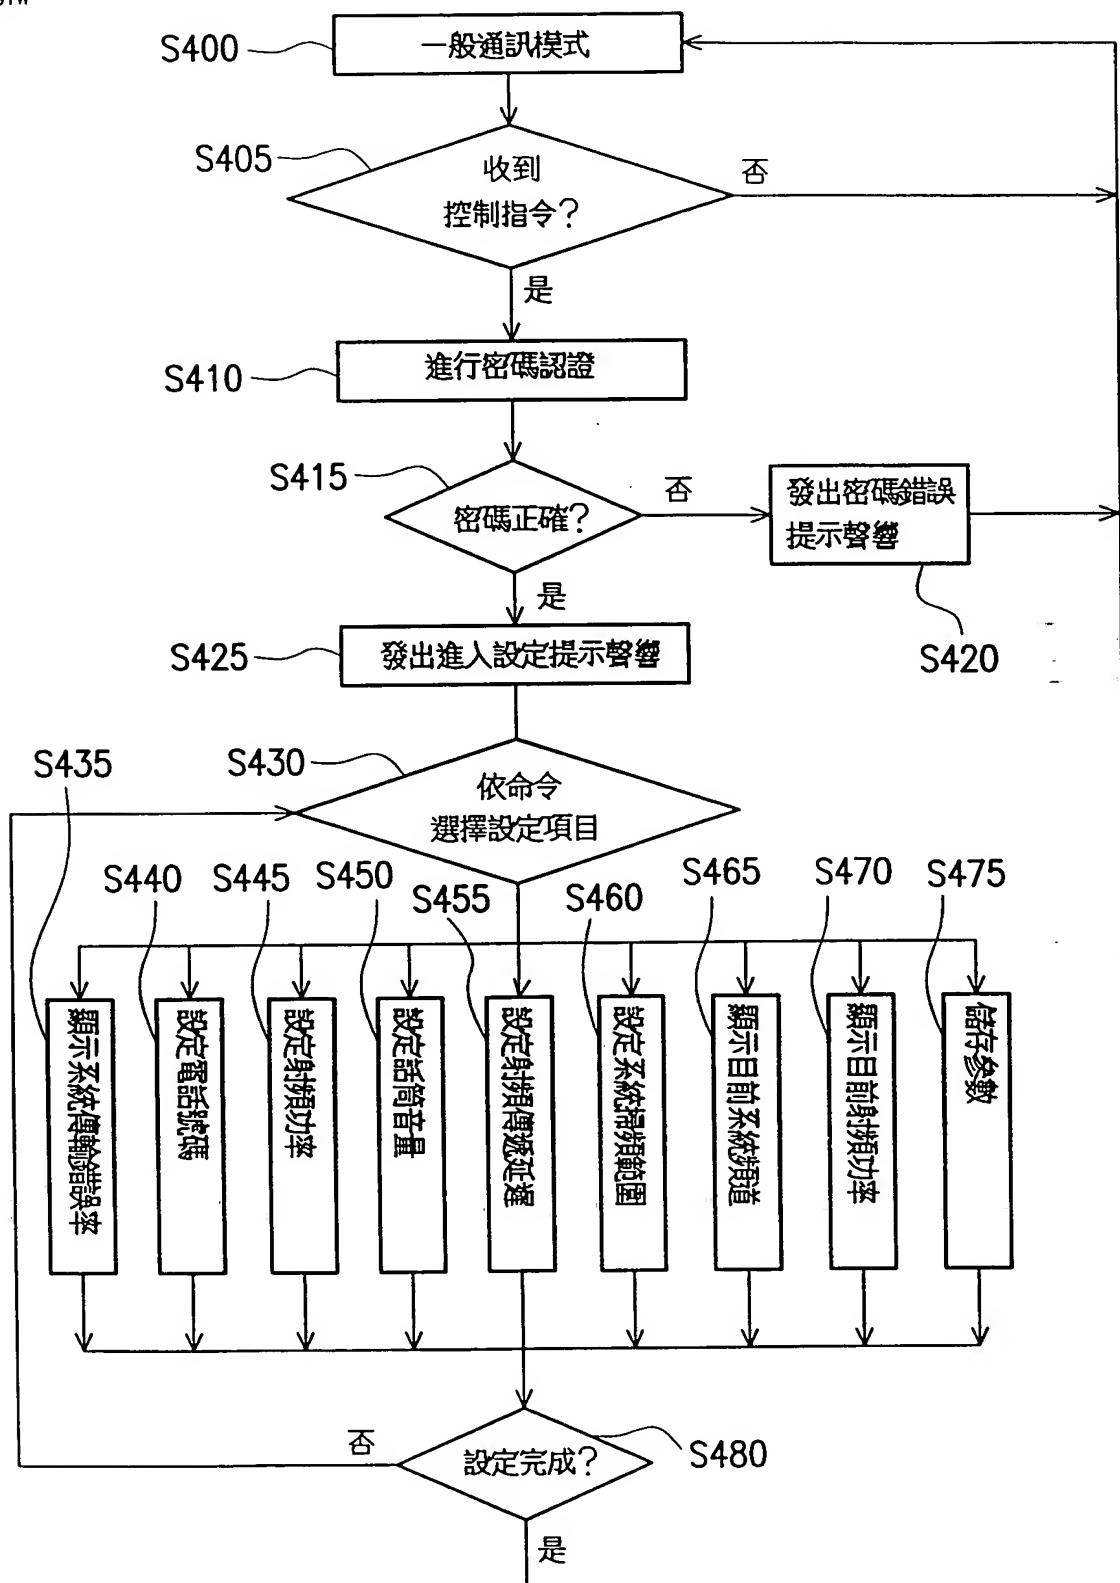 S400
一般通訊模式
S405
收到
控制指令?
否
是
S410
進行密碼認證
S415
密碼正確?
否
發出密碼錯誤
提示聲響
S420
是
S425
發出進入設定提示聲響
S430
依命令
選擇設定項目
S435
S440
S445
S450
S455
S460
S465
S470
S475
顯示系統傳輸錯誤率
設定電話號碼
設定射頻功率
設定話筒音量
設定射頻傳遞延遲
設定系統掃頻範圍
顯示目前系統頻道
顯示目前射頻功率
儲存參數
否
設定完成?
S480
是